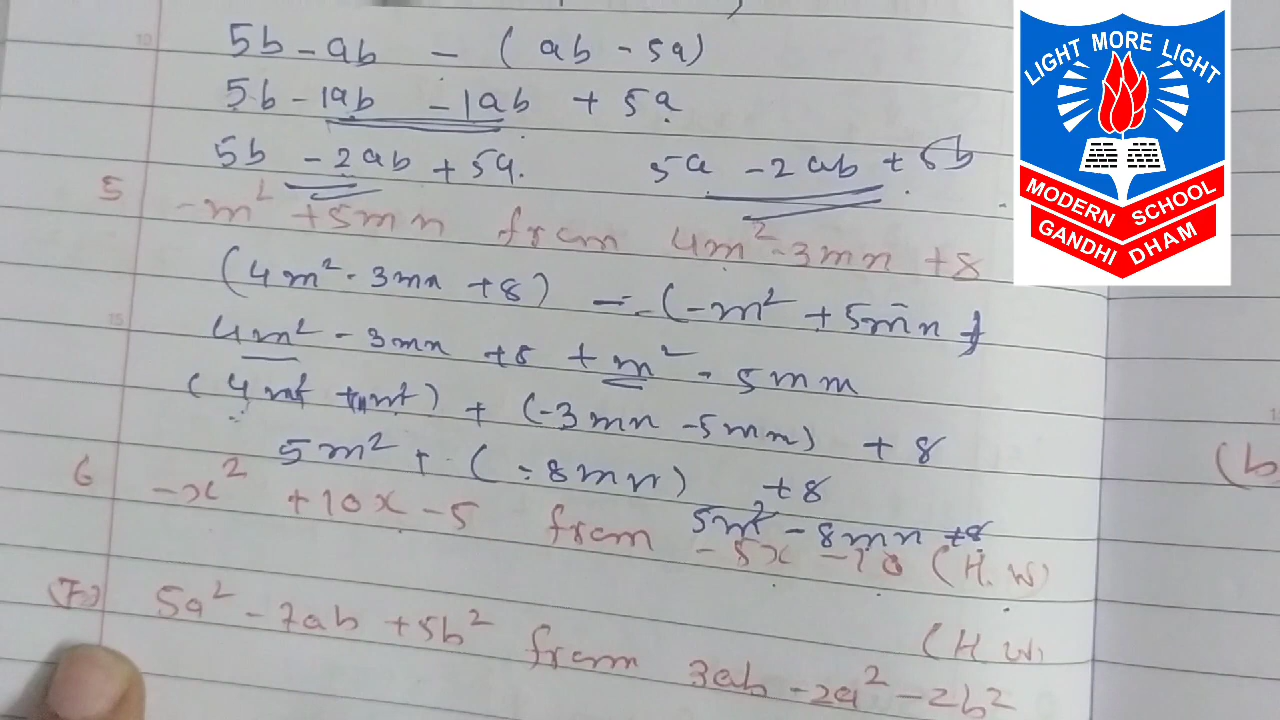 5b - ab - (ab - 5a)
5b - 1ab - 1ab + 5a
5b - 2ab + 5a. 5a - 2ab + 5b
5 -m² + 5mn from 4m² - 3mn + 8
(4m² - 3mn + 8) - (-m² + 5mn)
4m² - 3mn + 8 + m² - 5mn
(4m² + m²) + (-3mn - 5mn) + 8
5m² + (-8mn) + 8
5m² - 8mn + 8
6 -x² + 10x - 5 from -5x - 10 (H.W)
(7) 5a² - 7ab + 5b² from 3ab - 2a² - 2b² (H.W)
(b
LIGHT MORE LIGHT
MODERN SCHOOL
GANDHI DHAM